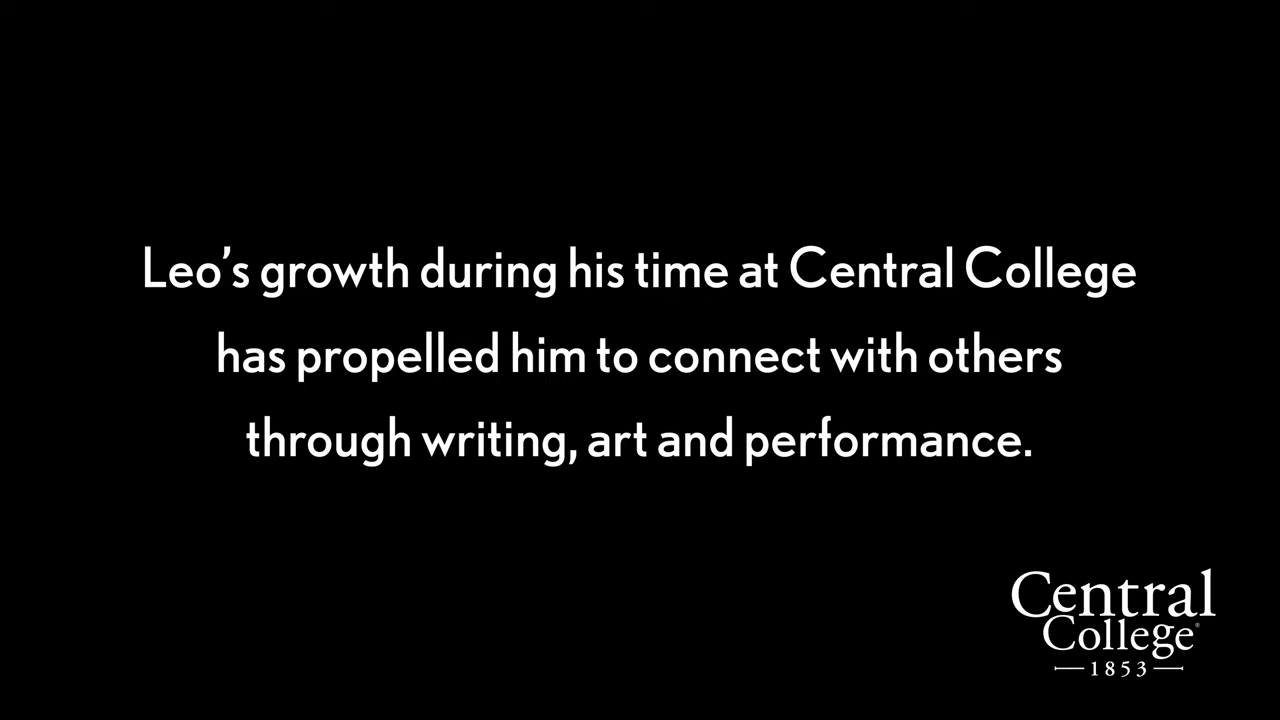 Leo’s growth during his time at Central College
has propelled him to connect with others
through writing, art and performance.
Central
College®
1853